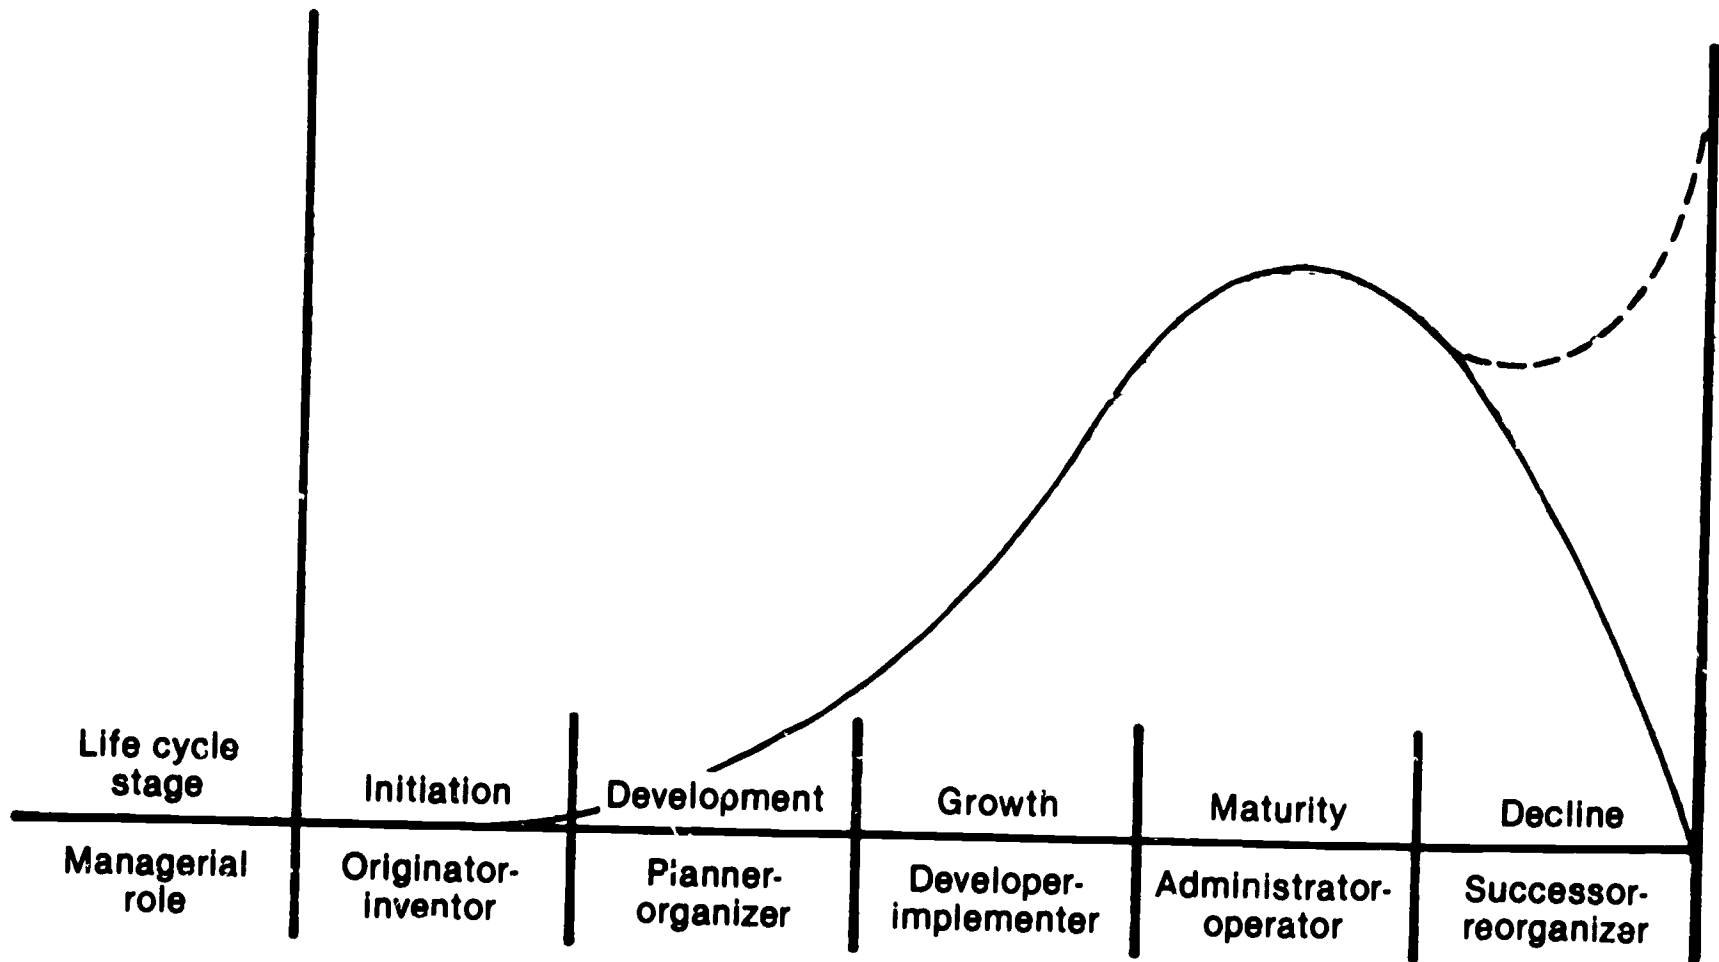 Life cycle
stage
Initiation
Development
Growth
Maturity
Decline
Managerial
role
Originator-
inventor
Planner-
organizer
Developer-
implementer
Administrator-
operator
Successor-
reorganizer